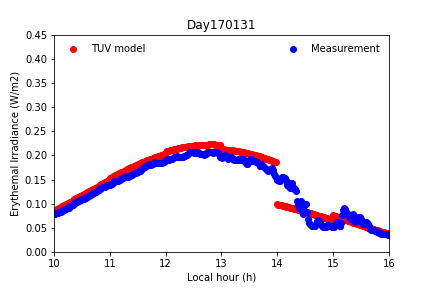 Day170131
Erythemal Irradiance (W/m2)
0.45
0.40
0.35
0.30
0.25
0.20
0.15
0.10
0.05
0.00
TUV model
Measurement
10 11 12 13 14 15 16
Local hour (h)